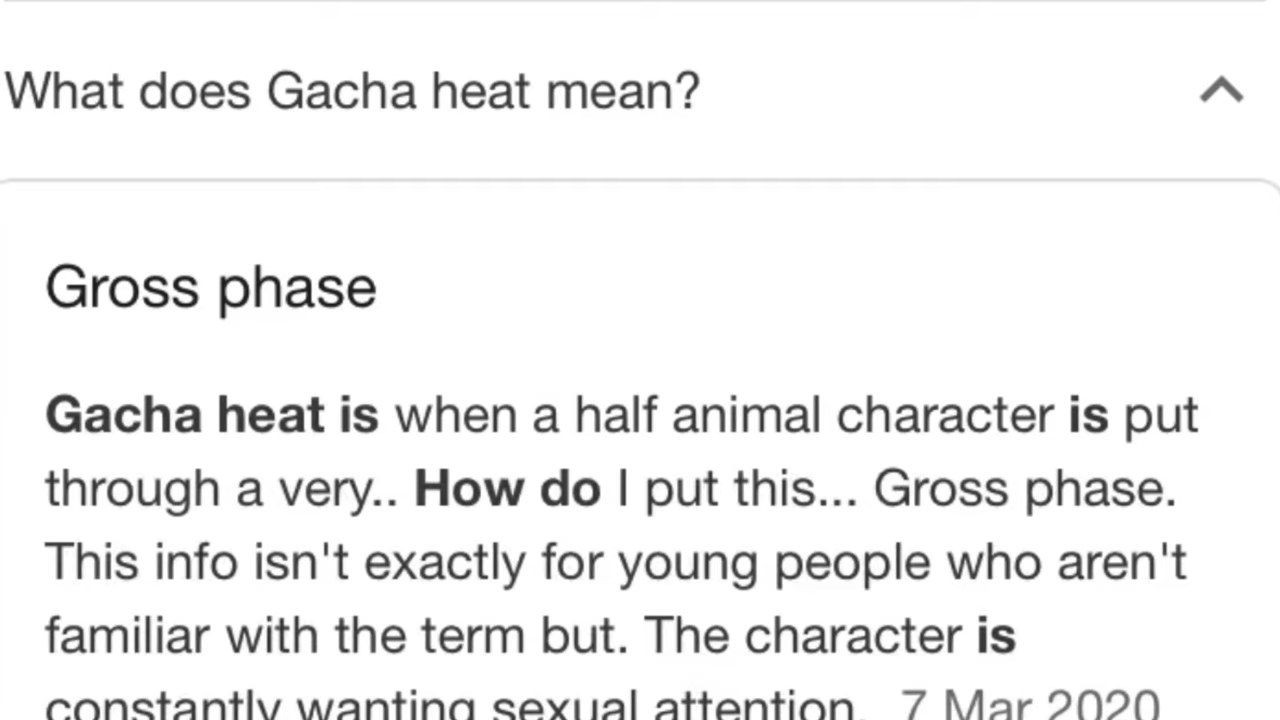 What does Gacha heat mean?
Gross phase
Gacha heat is when a half animal character is put
through a very.. How do I put this... Gross phase.
This info isn't exactly for young people who aren't
familiar with the term but. The character is
constantly wanting sexual attention. 7 Mar 2020